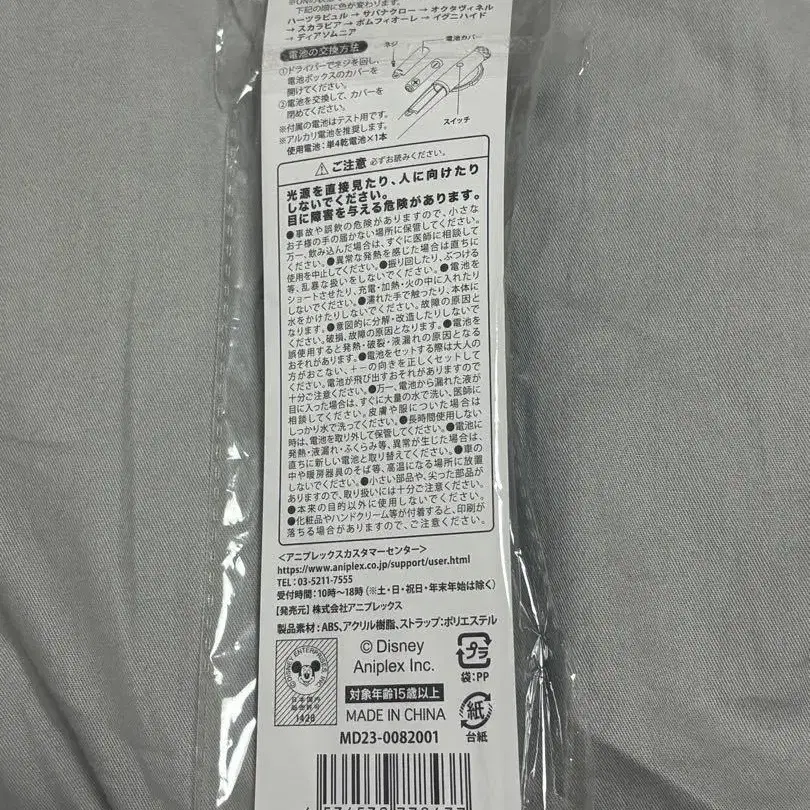 下記の順に色が変わります。
ハーツラビュル→サバナクロー→オクタヴィネル
→スカラビア→ポムフィオーレ→イグニハイド
→ディアソムニア
電池の交換方法
①ドライバーでネジを回し、
電池ボックスのカバーを
開けてください。
②電池を交換して、カバーを
閉めてください。
※付属の電池はテスト用です。
※アルカリ電池を推奨します。
使用電池:単4乾電池×1本
ネジ
電池カバー
スイッチ
ご注意 必ずお読みください。
光源を直接見たり、人に向けたり
しないでください。
目に障害を与える危険があります。
●事故や誤飲の危険がありますので、小さな
お子様の手の届かない場所に保管してください。
万一、飲み込んだ場合は、すぐに医師に相談して
ください。●異常な発熱を感じた場合は直ちに
使用を中止してください。●振り回したり、ぶつける
等、乱暴な扱いをしないでください。●電池を
ショートさせたり、充電・加熱・火の中に入れたり
しないでください。●濡れた手で触ったり、本体に
水をかけたりしないでください。故障の原因と
なります。●意図的に分解・改造したりしないで
ください。破損、故障の原因となります。●電池を
誤使用すると発熱・破裂・液漏れの原因となる
おそれがあります。●電池をセットする際は大人の
方がおこない、+-の向きを正しくセットして
ください。電池が飛び出すおそれがありますので
十分ご注意ください。●万一、電池から漏れた液が
目に入った場合は、すぐに大量の水で洗い、医師に
相談してください。皮膚や服についた場合は
しっかり水で洗ってください。●長時間使用しない
時は、電池を取り外して保管してください。●電池に
発熱・液漏れ・ふくらみ等、異常が生じた場合は、
直ちに新しい電池と取り替えてください。●車の
中や暖房器具のそば等、高温になる場所に放置
しないでください。●小さい部品や、尖った部品が
ありますので、取り扱いには十分ご注意ください。
●本来の目的以外に使用しないでください。
●化粧品やハンドクリーム等が付着すると、印刷が
落ちる場合がありますので、ご注意ください。
<アニプレックスカスタマーセンター>
https://www.aniplex.co.jp/support/user.html
TEL:03-5211-7555
受付時間:10時~18時(※土・日・祝日・年末年始は除く)
【発売元】株式会社アニプレックス
製品素材:ABS、アクリル樹脂、ストラップ:ポリエステル
©DISNEY ENTERPRISES INC.
日本国内
販売許可
1428
© Disney
Aniplex Inc.
対象年齢15歳以上
MADE IN CHINA
MD23-0082001
プラ
袋:PP
紙
台紙